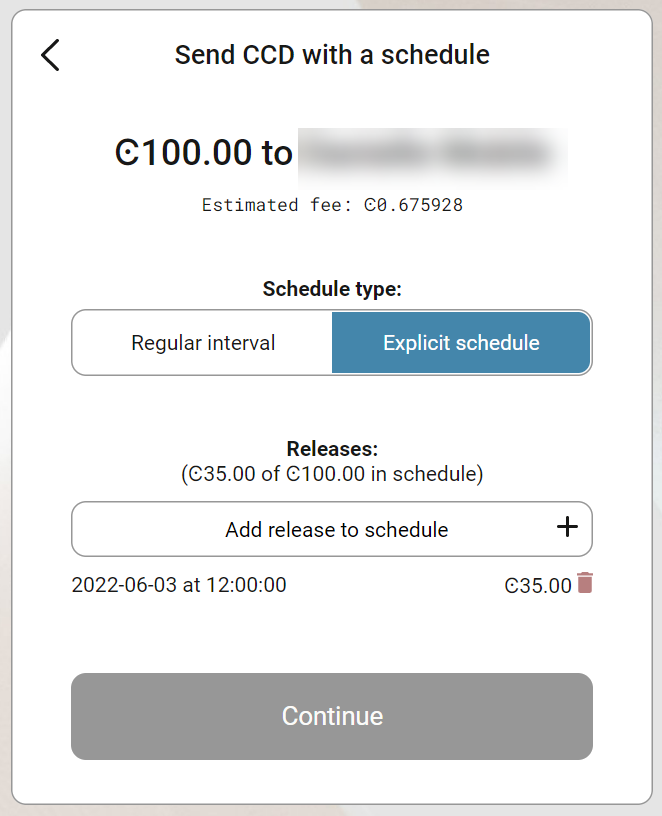 Send CCD with a schedule
Ͼ100.00 to
Estimated fee: Ͼ0.675928
Schedule type:
Regular interval
Explicit schedule
Releases:
(Ͼ35.00 of Ͼ100.00 in schedule)
Add release to schedule +
2022-06-03 at 12:00:00 Ͼ35.00
Continue